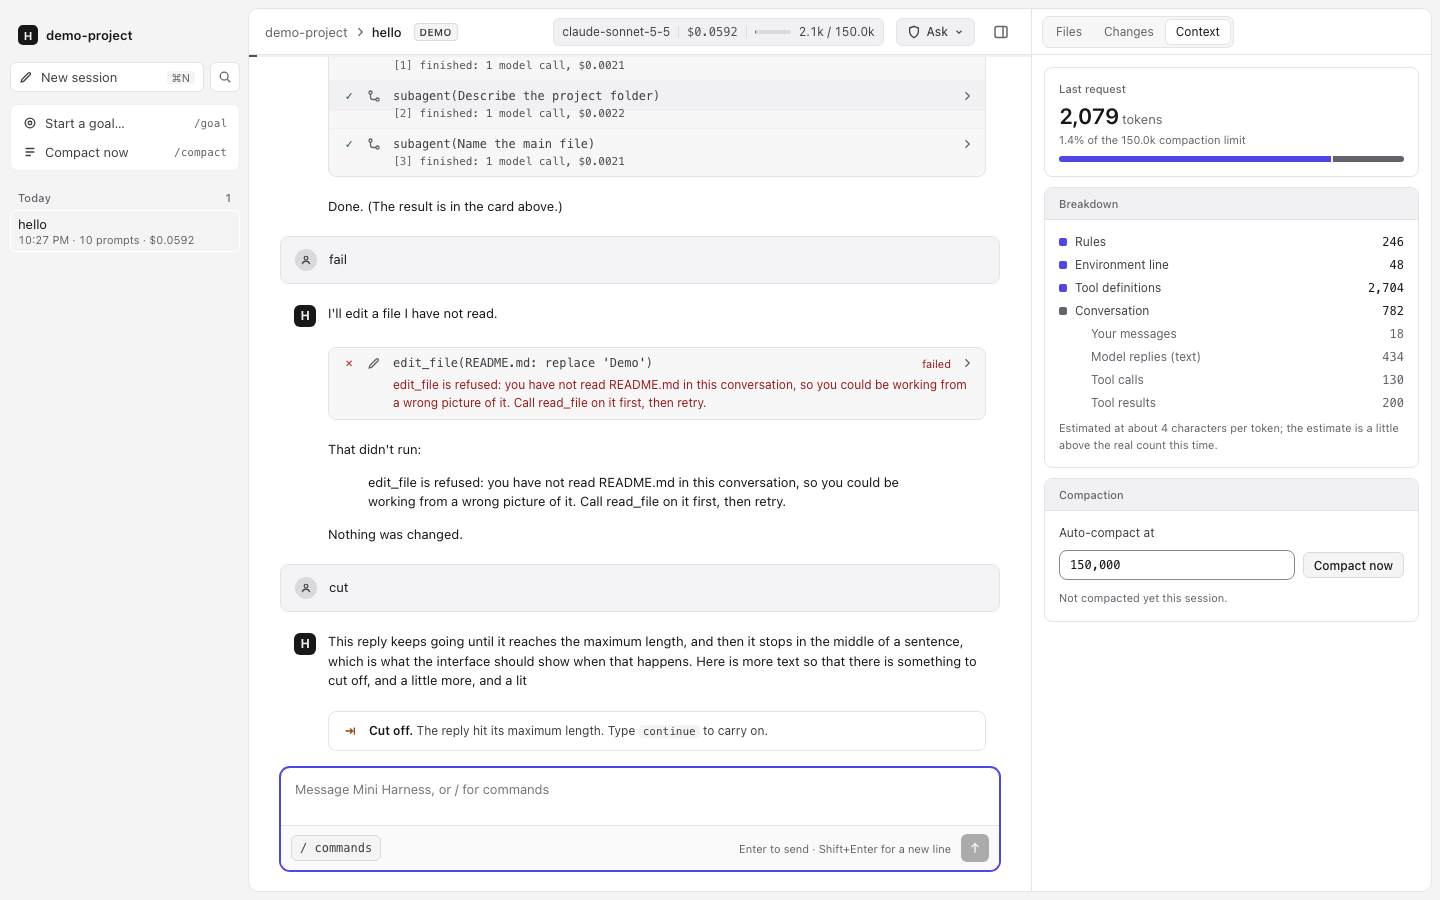 H demo-project
New session ⌘N
Start a goal... /goal
Compact now /compact
Today 1
hello
10:27 PM · 10 prompts · $0.0592
demo-project > hello DEMO
claude-sonnet-5-5 $0.0592 2.1k / 150.0k
Ask
[1] finished: 1 model call, $0.0021
✓ subagent(Describe the project folder)
[2] finished: 1 model call, $0.0022
✓ subagent(Name the main file)
[3] finished: 1 model call, $0.0021
Done. (The result is in the card above.)
fail
H I'll edit a file I have not read.
× edit_file(README.md: replace 'Demo') failed
edit_file is refused: you have not read README.md in this conversation, so you could be working from
a wrong picture of it. Call read_file on it first, then retry.
That didn't run:
edit_file is refused: you have not read README.md in this conversation, so you could be
working from a wrong picture of it. Call read_file on it first, then retry.
Nothing was changed.
cut
H This reply keeps going until it reaches the maximum length, and then it stops in the middle of a sentence,
which is what the interface should show when that happens. Here is more text so that there is something to
cut off, and a little more, and a lit
Cut off. The reply hit its maximum length. Type continue to carry on.
Message Mini Harness, or / for commands
/ commands
Enter to send · Shift+Enter for a new line
Files Changes Context
Last request
2,079 tokens
1.4% of the 150.0k compaction limit
Breakdown
Rules 246
Environment line 48
Tool definitions 2,704
Conversation 782
Your messages 18
Model replies (text) 434
Tool calls 130
Tool results 200
Estimated at about 4 characters per token; the estimate is a little
above the real count this time.
Compaction
Auto-compact at
150,000 Compact now
Not compacted yet this session.